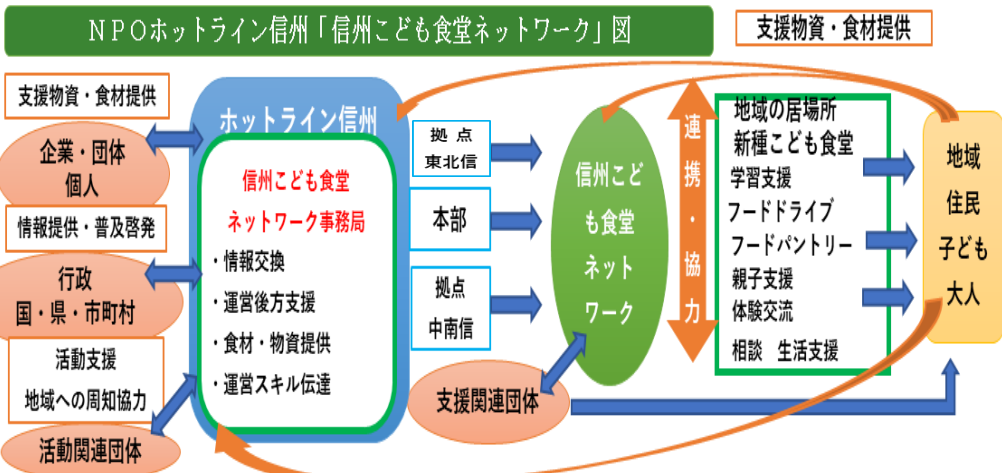 NPOホットライン信州「信州こども食堂ネットワーク」図
支援物資・食材提供
支援物資・食材提供
企業・団体
個人
情報提供・普及啓発
行政
国・県・市町村
活動支援
地域への周知協力
活動関連団体
ホットライン信州
信州こども食堂
ネットワーク事務局
・情報交換
・運営後方支援
・食材・物資提供
・運営スキル伝達
拠点
東北信
本部
拠点
中南信
信州こど
も食堂
ネット
ワーク
支援関連団体
連携・協力
地域の居場所
新種こども食堂
学習支援
フードドライブ
フードパントリー
親子支援
体験交流
相談 生活支援
地域
住民
子ども
大人